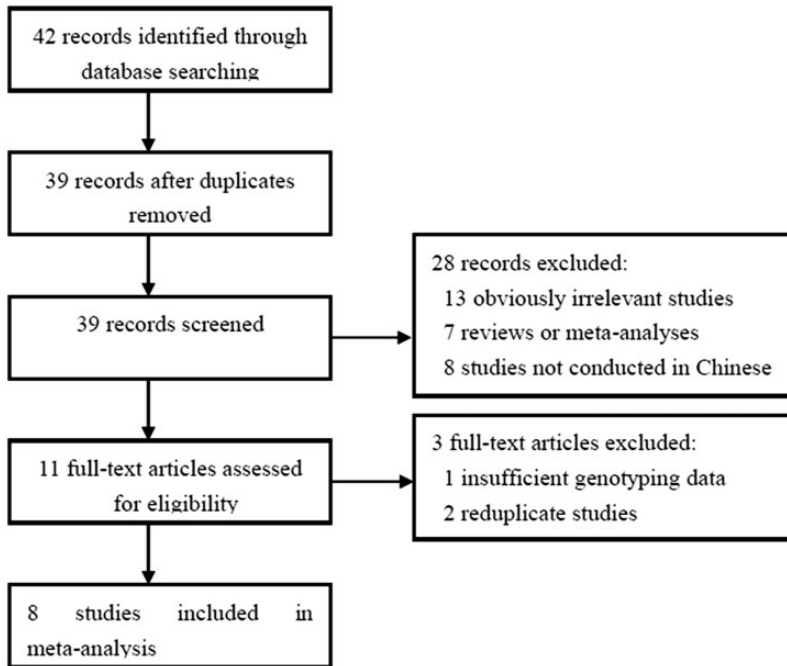 42 records identified through
database searching
39 records after duplicates
removed
39 records screened
28 records excluded:
13 obviously irrelevant studies
7 reviews or meta-analyses
8 studies not conducted in Chinese
11 full-text articles assessed
for eligibility
3 full-text articles excluded:
1 insufficient genotyping data
2 reduplicate studies
8 studies included in
meta-analysis